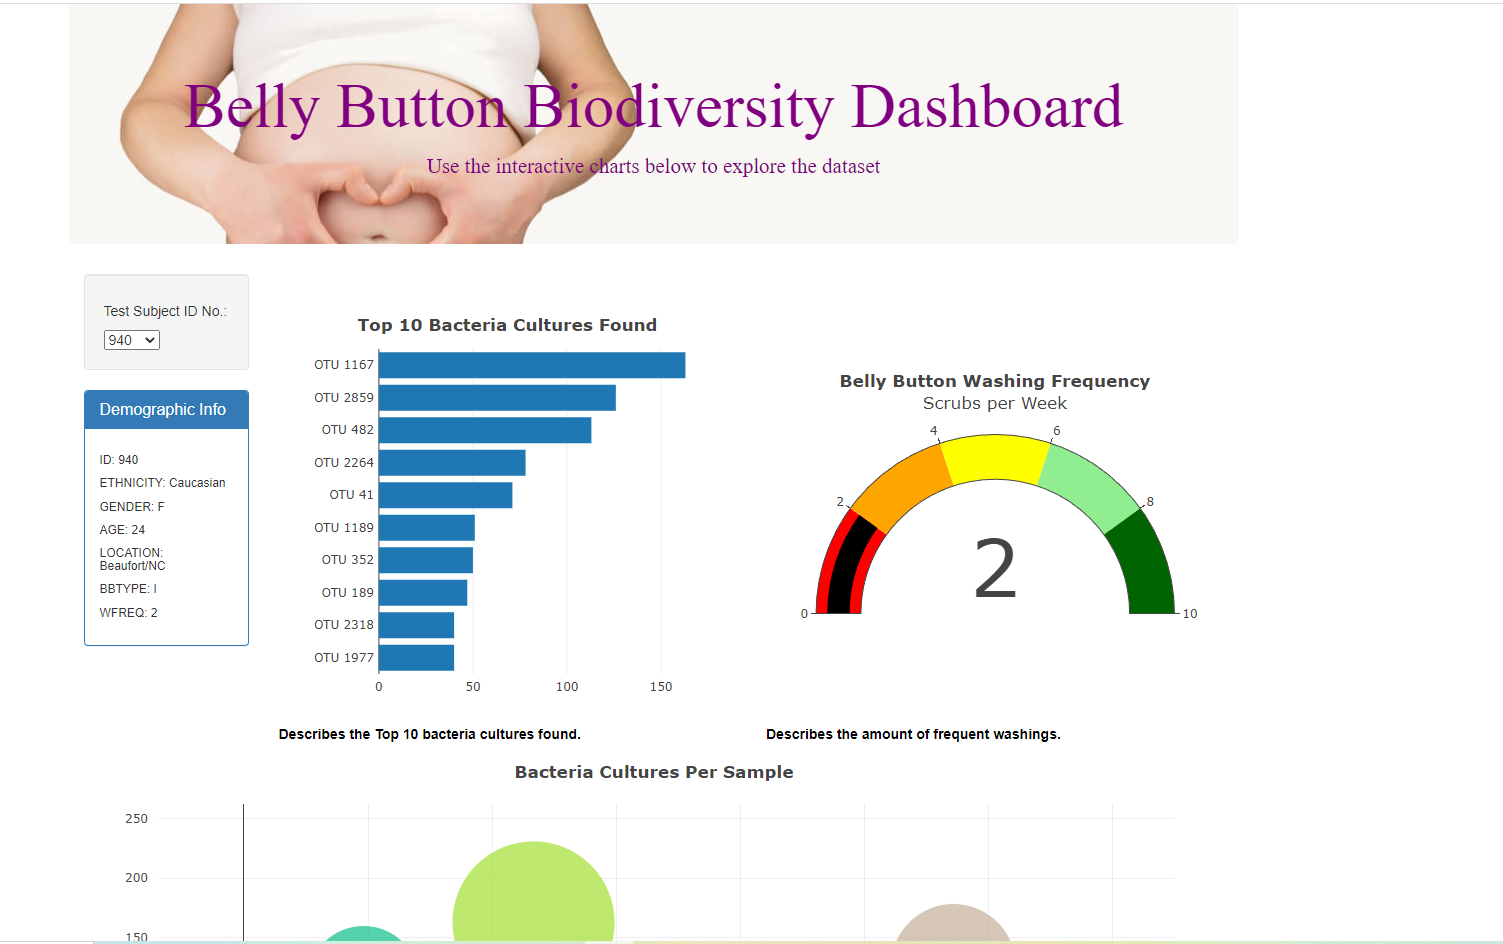 Belly Button Biodiversity Dashboard
Use the interactive charts below to explore the dataset
Test Subject ID No.:
940
Demographic Info
ID: 940
ETHNICITY: Caucasian
GENDER: F
AGE: 24
LOCATION:
Beaufort/NC
BBTYPE: I
WFREQ: 2
Top 10 Bacteria Cultures Found
OTU 1167
OTU 2859
OTU 482
OTU 2264
OTU 41
OTU 1189
OTU 352
OTU 189
OTU 2318
OTU 1977
0 50 100 150
Describes the Top 10 bacteria cultures found.
Belly Button Washing Frequency
Scrubs per Week
0 2 4 6 8 10
2
Describes the amount of frequent washings.
Bacteria Cultures Per Sample
250
200
150